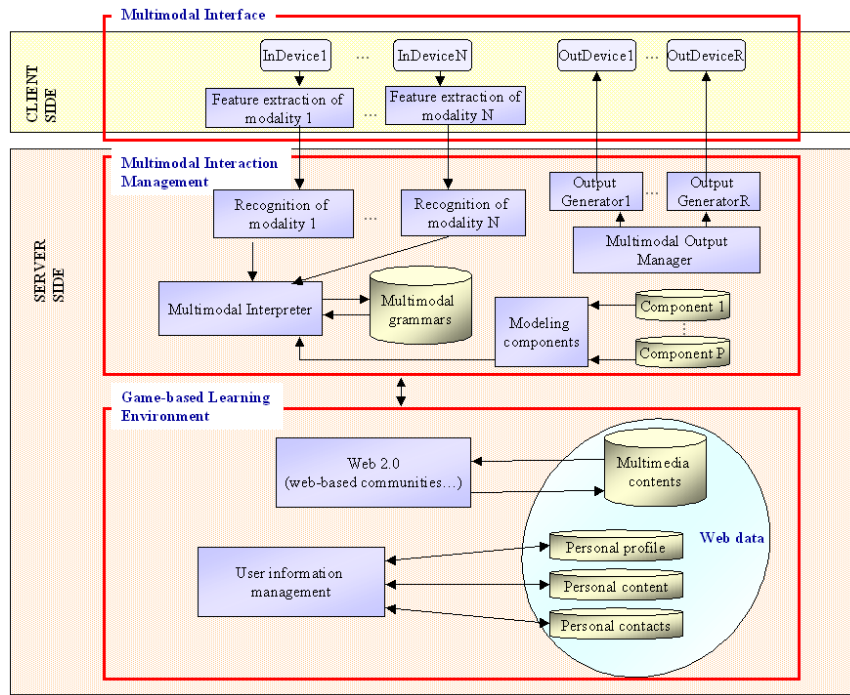 Multimodal Interface
CLIENT
SIDE
InDevice1
...
InDeviceN
OutDevice1
...
OutDeviceR
Feature extraction of
modality 1
...
Feature extraction of
modality N
SERVER
SIDE
Multimodal Interaction
Management
Recognition of
modality 1
...
Recognition of
modality N
Output
Generator1
...
Output
GeneratorR
Multimodal Output
Manager
Multimodal Interpreter
Multimodal
grammars
Modeling
components
Component 1
Component P
Game-based Learning
Environment
Web 2.0
(web-based communities...)
Multimedia
contents
Web data
User information
management
Personal profile
Personal content
Personal contacts